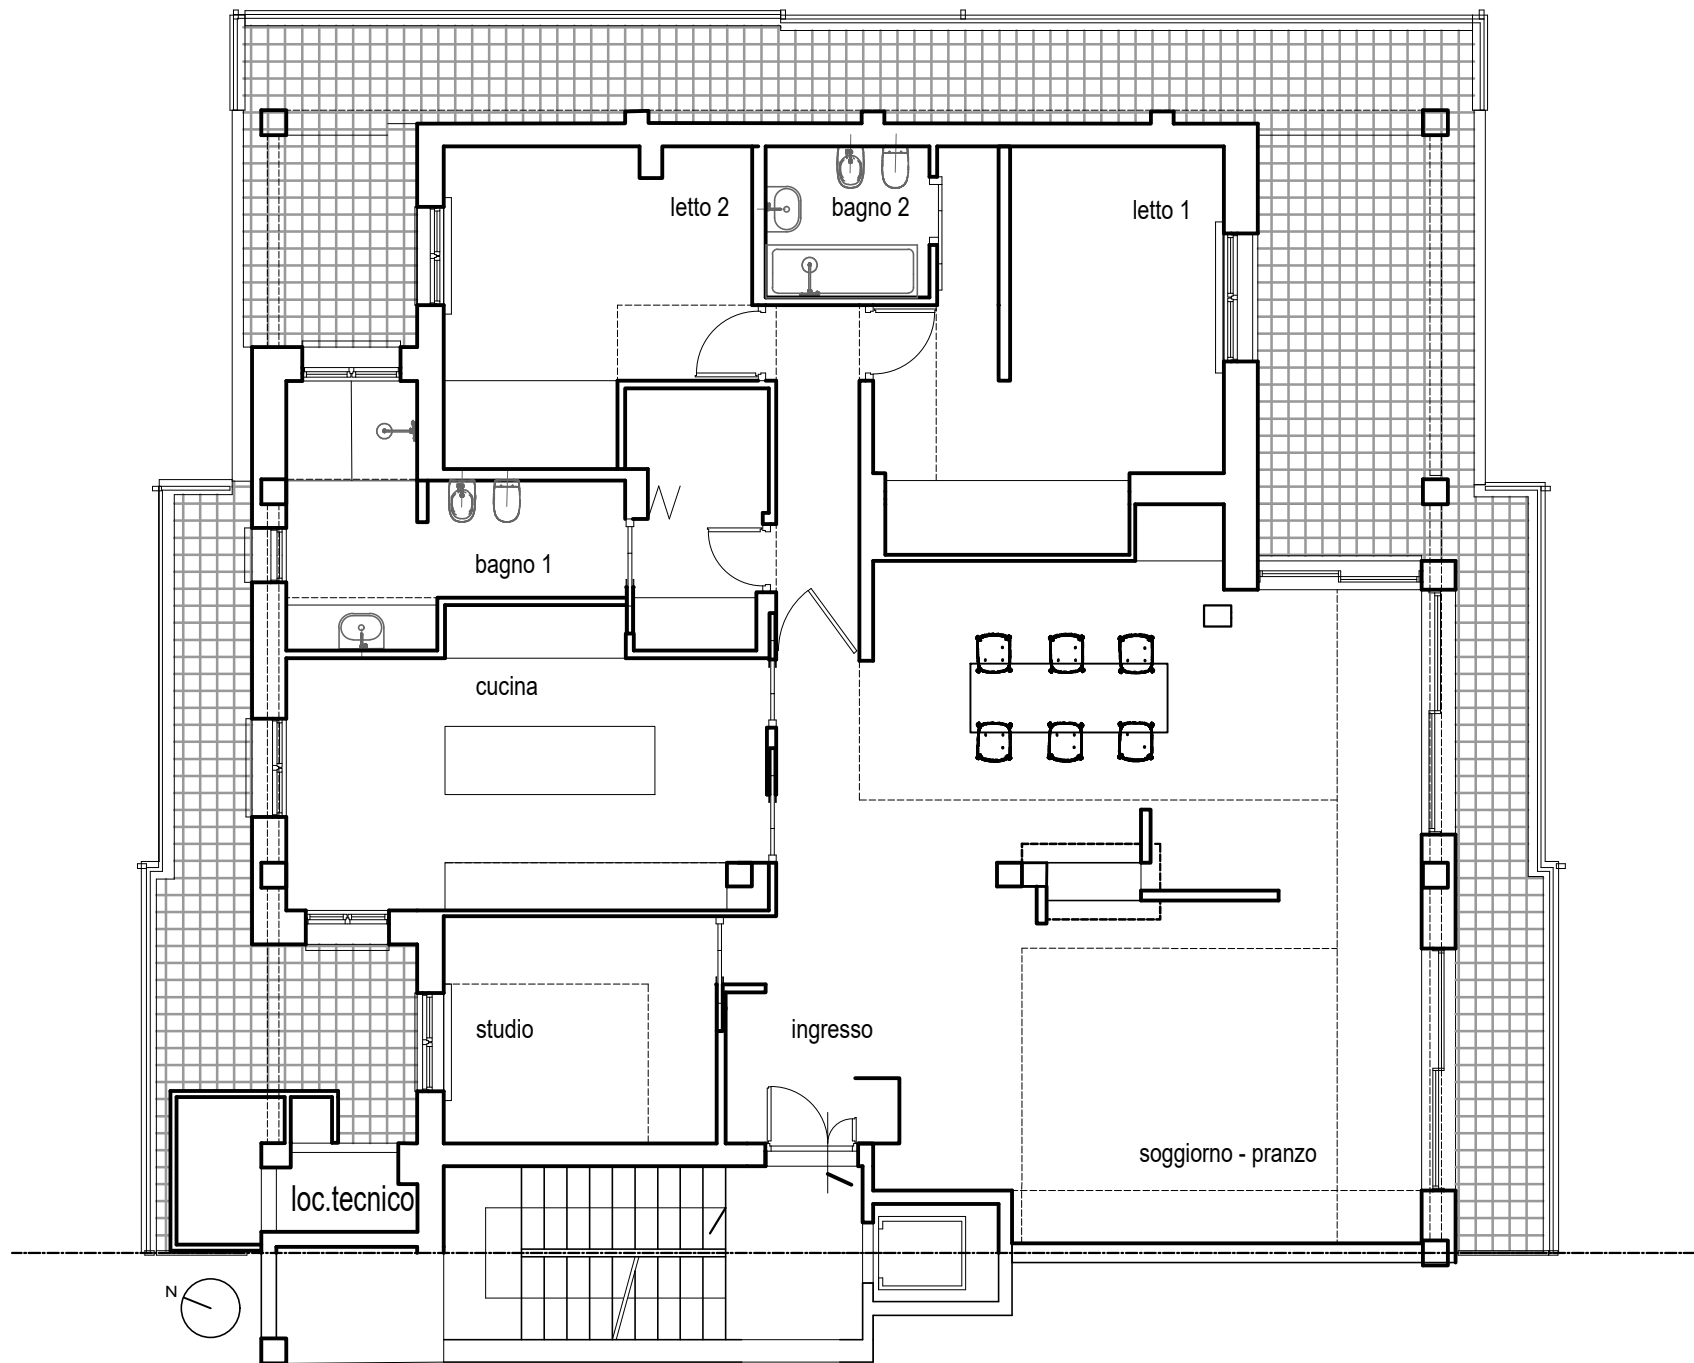 letto 2
bagno 2
letto 1
bagno 1
cucina
studio
ingresso
soggiorno - pranzo
loc.tecnico
N